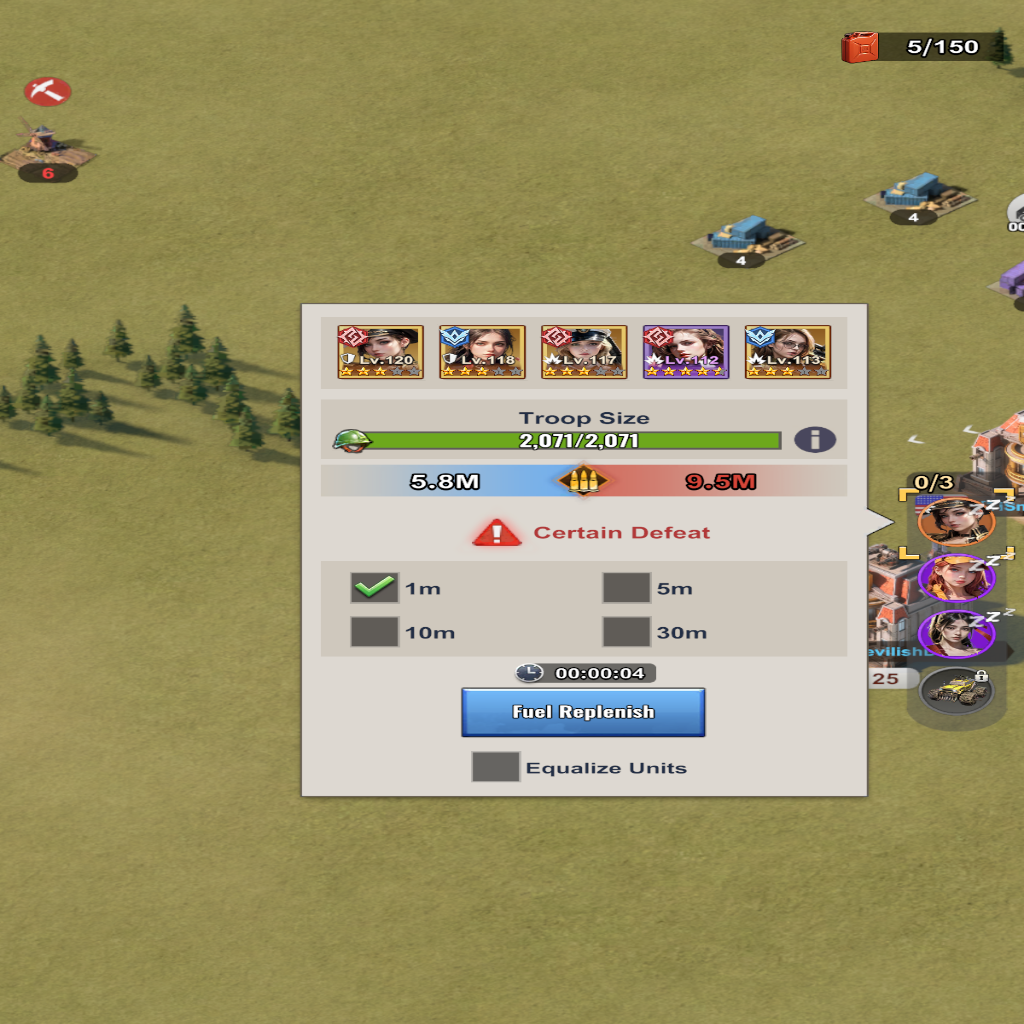 5/150
6
4
4
Lv.120
Lv.118
Lv.117
Lv.112
Lv.113
Troop Size
2,071/2,071
5.8M
9.5M
0/3
Certain Defeat
1m
5m
10m
30m
25
00:00:04
Fuel Replenish
Equalize Units